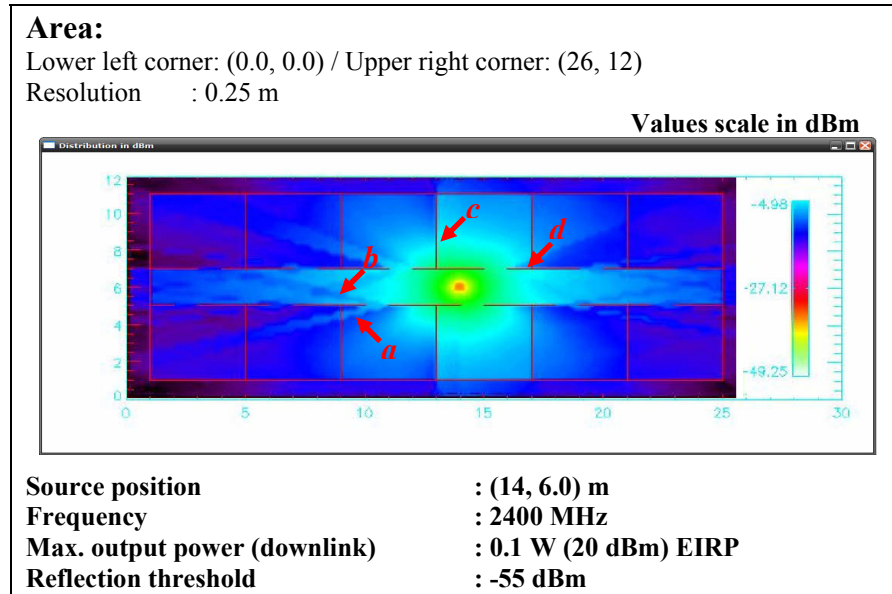 Area:
Lower left corner: (0.0, 0.0) / Upper right corner: (26, 12)
Resolution : 0.25 m
Values scale in dBm
Distribution in dBm
12
10
8
6
4
2
0
0 5 10 15 20 25 30
-4.98
-27.12
-49.25
c
d
b
a
Source position : (14, 6.0) m
Frequency : 2400 MHz
Max. output power (downlink) : 0.1 W (20 dBm) EIRP
Reflection threshold : -55 dBm